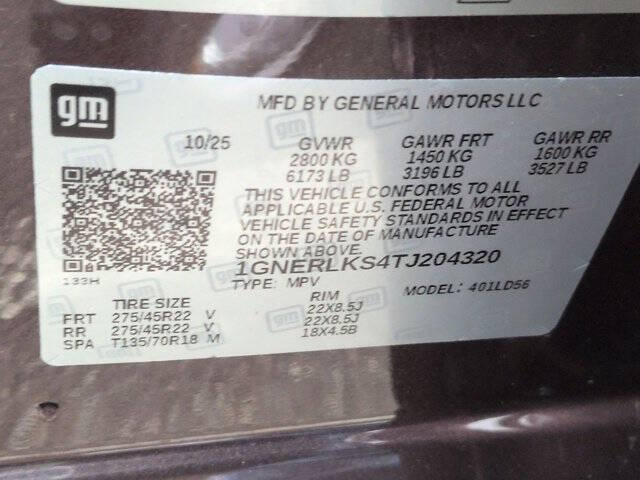 gm
MFD BY GENERAL MOTORS LLC
10/25 GVWR GAWR FRT GAWR RR
2800 KG 1450 KG 1600 KG
6173 LB 3196 LB 3527 LB
THIS VEHICLE CONFORMS TO ALL
APPLICABLE U.S. FEDERAL MOTOR
VEHICLE SAFETY STANDARDS IN EFFECT
ON THE DATE OF MANUFACTURE
SHOWN ABOVE.
1GNERLKS4TJ204320
133H
TYPE: MPV MODEL: 401LD56
TIRE SIZE RIM
FRT 275/45R22 V 22X8.5J
RR 275/45R22 V 22X8.5J
SPA T135/70R18 M 18X4.5B